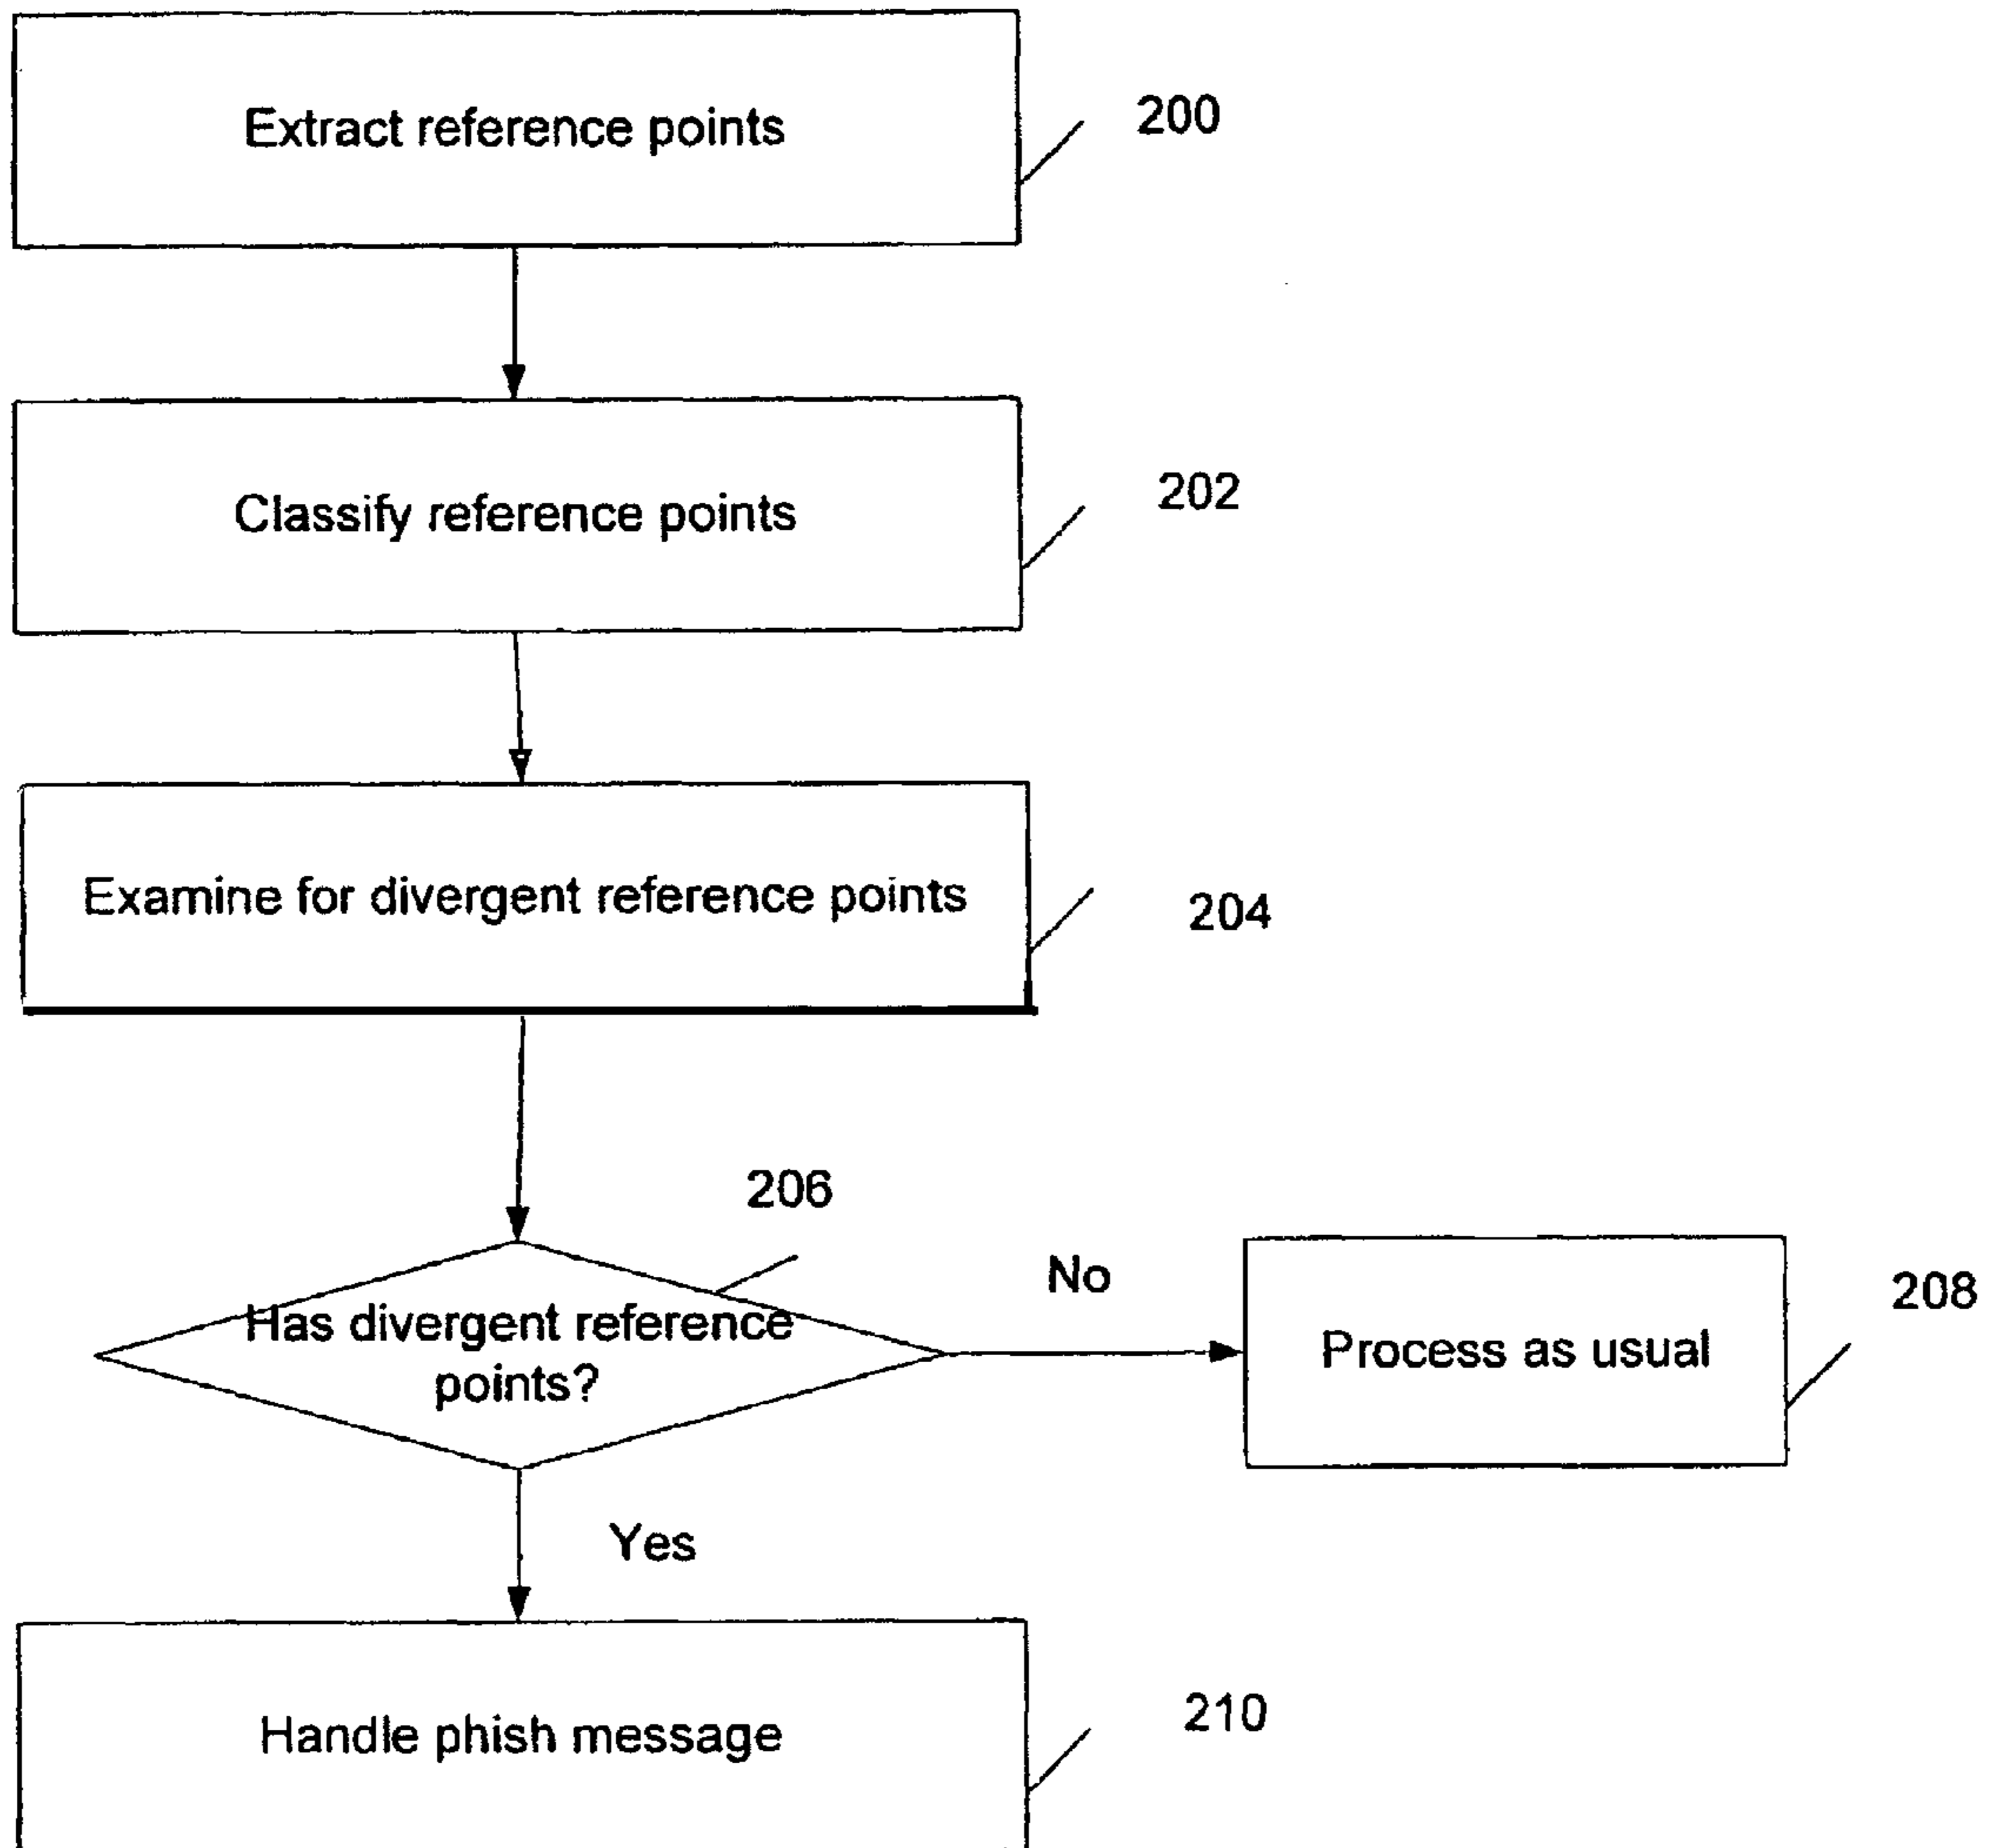 Extract reference points
200
Classify reference points
202
Examine for divergent reference points
204
206
Has divergent reference
points?
No
Process as usual
208
Yes
Handle phish message
210